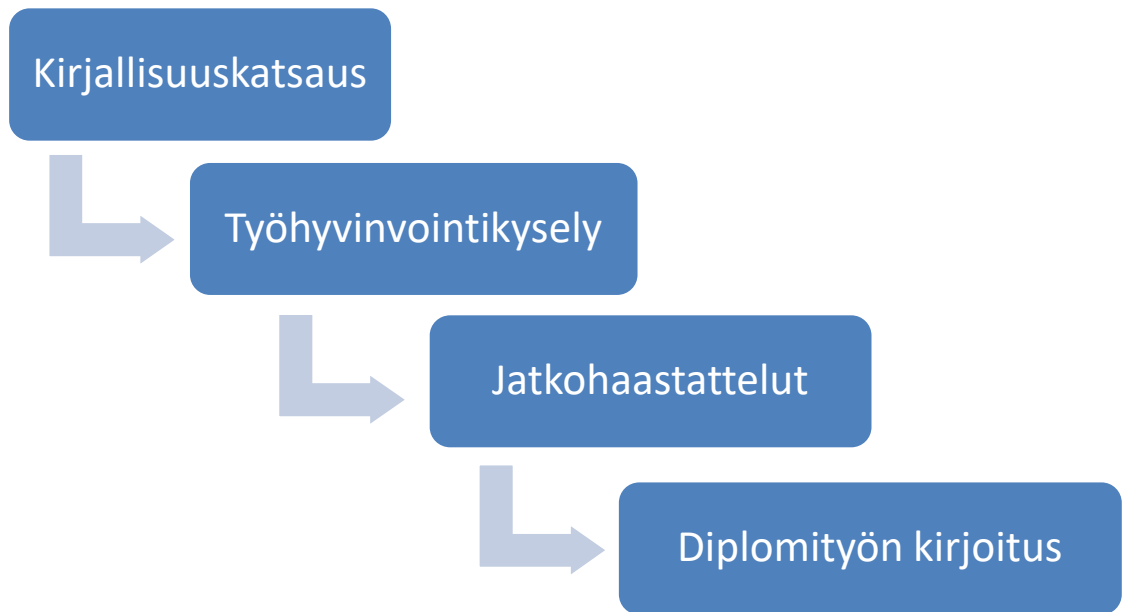 Kirjallisuuskatsaus
Työhyvinvointikysely
Jatkohaastattelut
Diplomityön kirjoitus